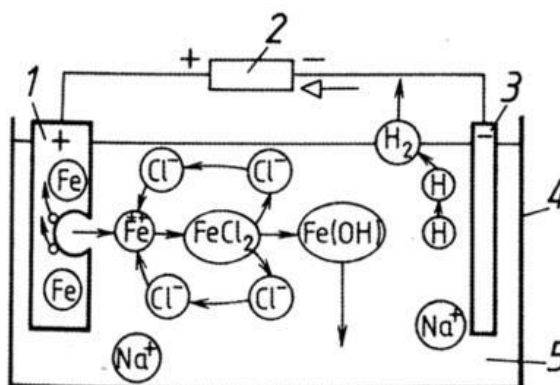 + 2 −
1 3
+ −
H₂
Fe Cl⁻ Cl⁻ H 4
Fe⁺⁺ FeCl₂ Fe(OH) H
Fe Cl⁻ Cl⁻
Na⁺ Na⁺ 5